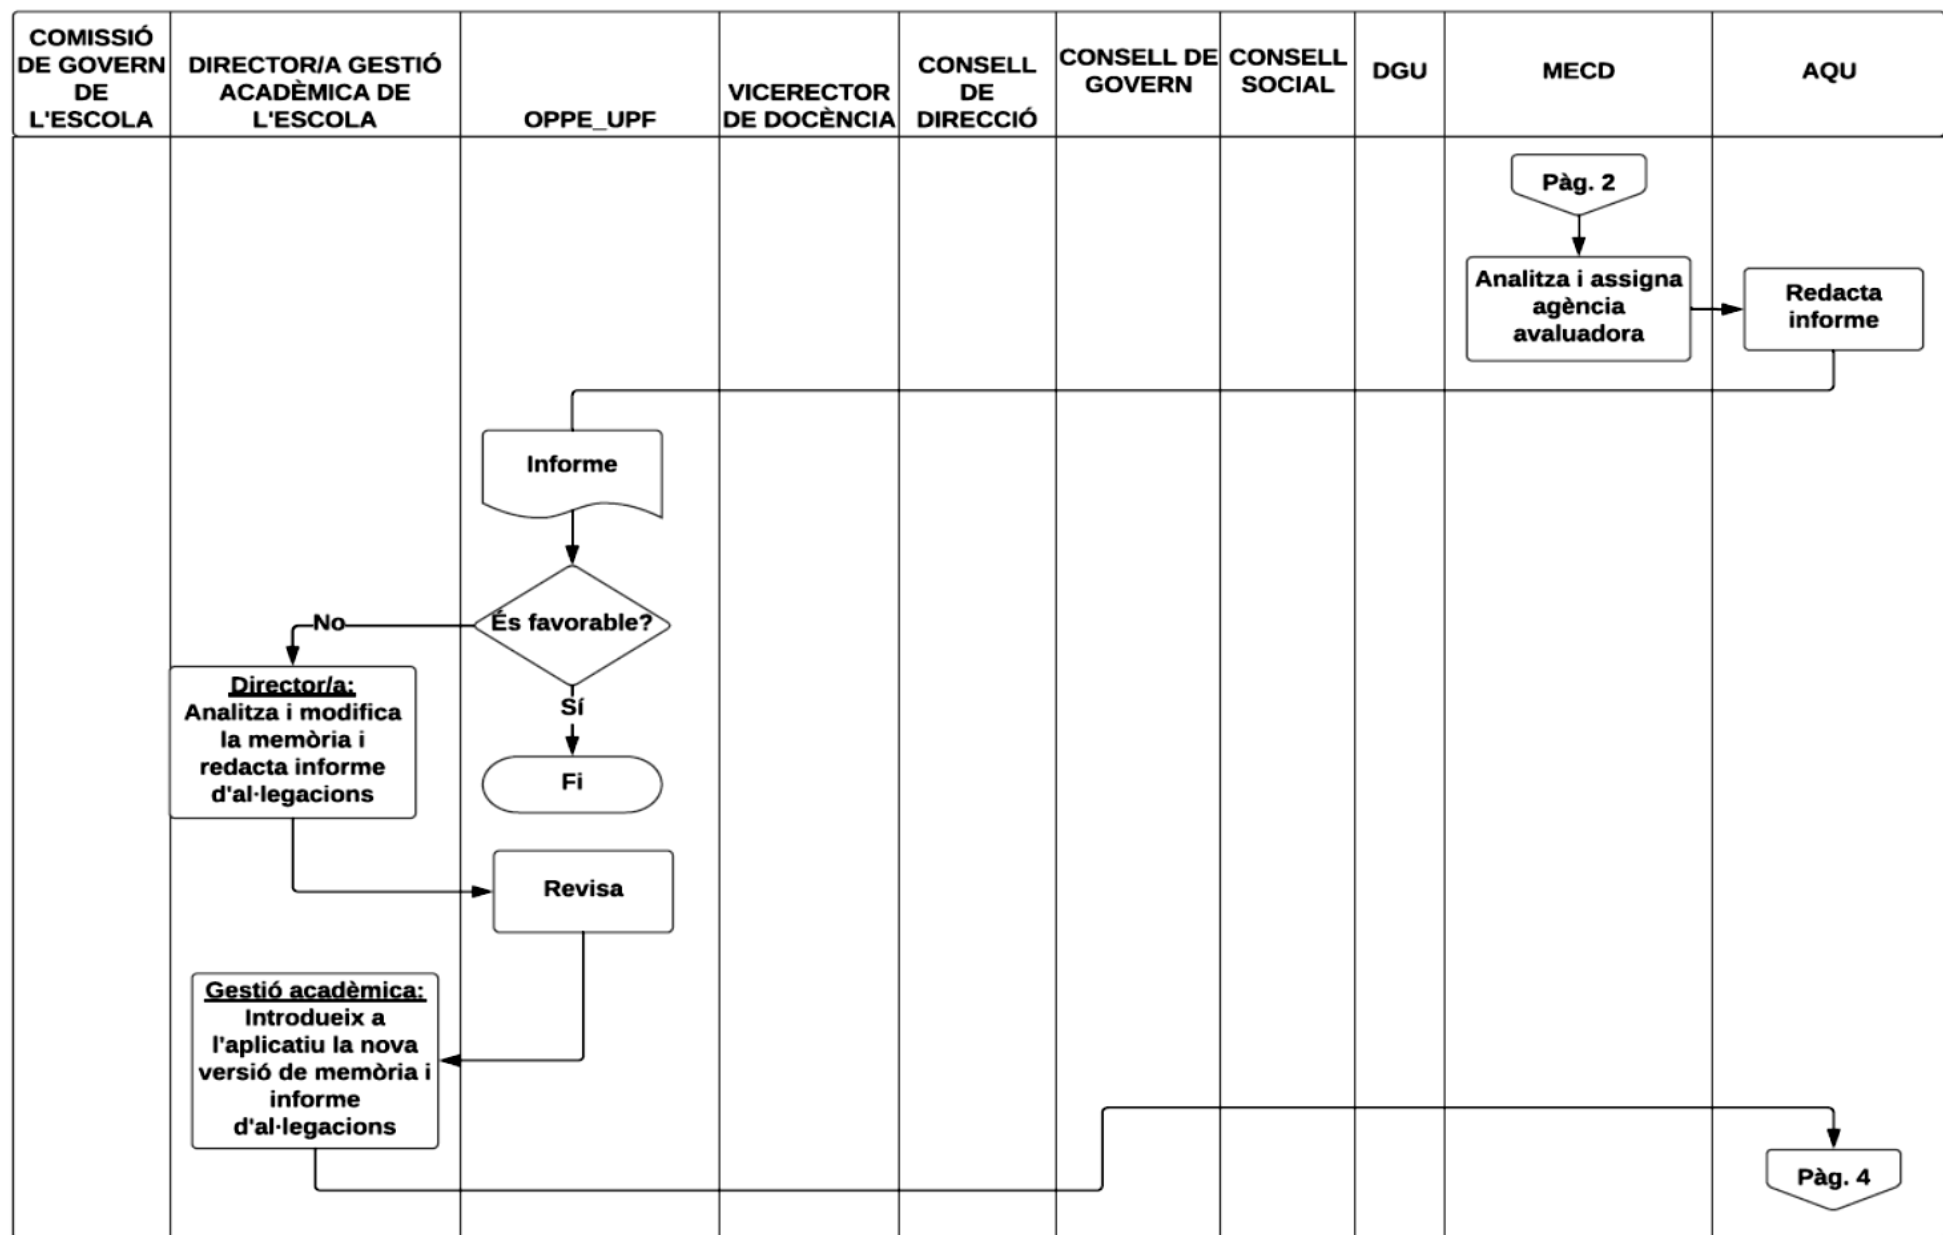 COMISSIÓ
DE GOVERN
DE
L'ESCOLA
DIRECTOR/A GESTIÓ
ACADÈMICA DE
L'ESCOLA
OPPE_UPF
VICERECTOR
DE DOCÈNCIA
CONSELL
DE
DIRECCIÓ
CONSELL DE
GOVERN
CONSELL
SOCIAL
DGU
MECD
AQU
Pàg. 2
Analitza i assigna
agència
avaluadora
Redacta
informe
Informe
És favorable?
No
Sí
Director/a:
Analitza i modifica
la memòria i
redacta informe
d'al·legacions
Fi
Revisa
Gestió acadèmica:
Introdueix a
l'aplicatiu la nova
versió de memòria i
informe
d'al·legacions
Pàg. 4